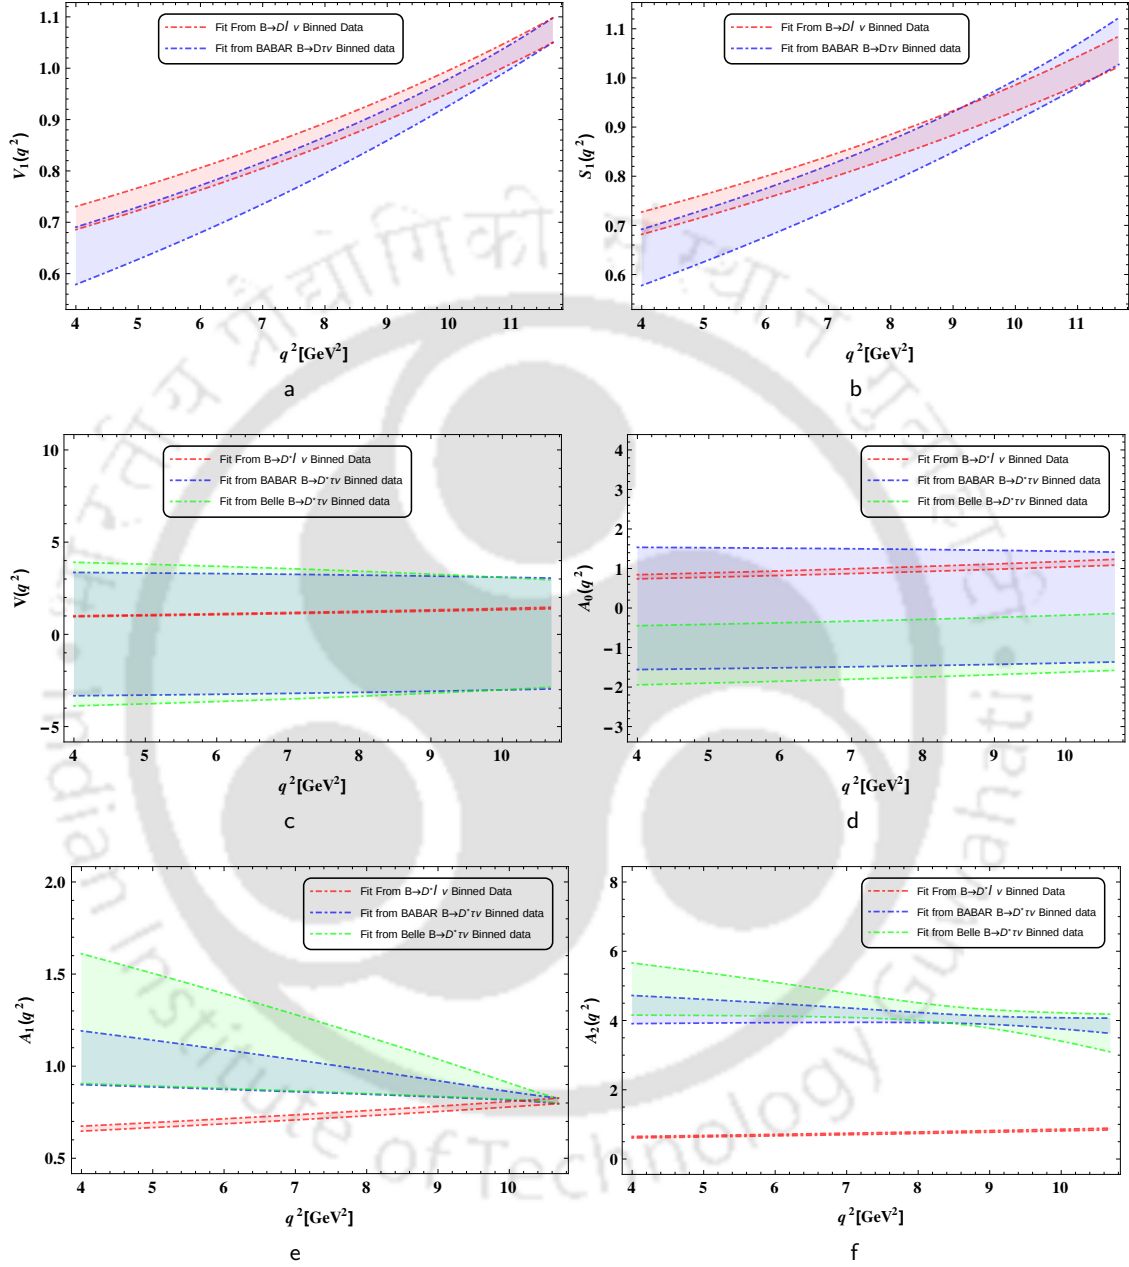 Fit From B→Dl ν Binned Data
Fit from BABAR B→Dτν Binned data
V₁(q²)
1.1
1.0
0.9
0.8
0.7
0.6
4 5 6 7 8 9 10 11
q²[GeV²]
a
Fit From B→Dl ν Binned Data
Fit from BABAR B→Dτν Binned data
S₁(q²)
1.1
1.0
0.9
0.8
0.7
0.6
4 5 6 7 8 9 10 11
q²[GeV²]
b
Fit From B→D*l ν Binned Data
Fit from BABAR B→D*τν Binned data
Fit from Belle B→D*τν Binned data
V(q²)
10
5
0
−5
4 5 6 7 8 9 10
q²[GeV²]
c
Fit From B→D*l ν Binned Data
Fit from BABAR B→D*τν Binned data
Fit from Belle B→D*τν Binned data
A₀(q²)
4
3
2
1
0
−1
−2
−3
4 5 6 7 8 9 10
q²[GeV²]
d
Fit From B→D*l ν Binned Data
Fit from BABAR B→D*τν Binned data
Fit from Belle B→D*τν Binned data
A₁(q²)
2.0
1.5
1.0
0.5
4 5 6 7 8 9 10
q²[GeV²]
e
Fit From B→D*l ν Binned Data
Fit from BABAR B→D*τν Binned data
Fit from Belle B→D*τν Binned data
A₂(q²)
8
6
4
2
0
4 5 6 7 8 9 10
q²[GeV²]
f
भारतीय प्रौद्योगिकी संस्थान गुवाहाटी
Indian Institute of Technology Guwahati